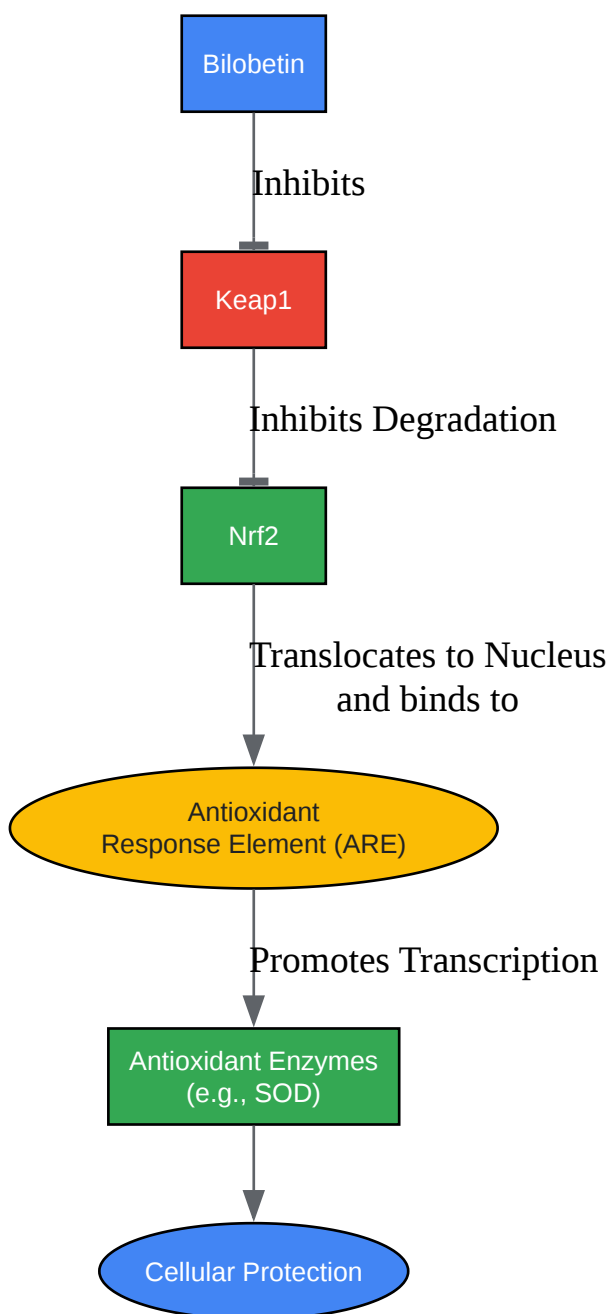 Bilobetin
Inhibits
Keap1
Inhibits Degradation
Nrf2
Translocates to Nucleus
and binds to
Antioxidant
Response Element (ARE)
Promotes Transcription
Antioxidant Enzymes
(e.g., SOD)
Cellular Protection